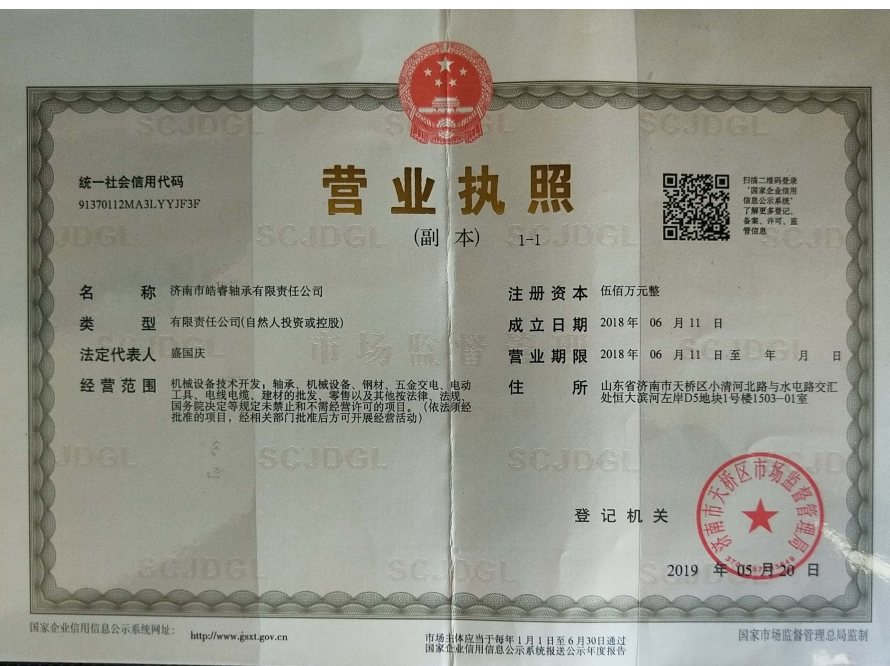 统一社会信用代码
91370112MA3LYYJF3F
营业执照
(副 本) 1-1
扫描二维码登录
‘国家企业信用
信息公示系统’
了解更多登记、
备案、许可、监
管信息
名 称 济南市皓睿轴承有限责任公司
类 型 有限责任公司(自然人投资或控股)
法定代表人 盛国庆
经营范围 机械设备技术开发；轴承、机械设备、钢材、五金交电、电动
工具、电线电缆、建材的批发、零售以及其他按法律、法规、
国务院决定等规定未禁止和不需经营许可的项目。（依法须经
批准的项目，经相关部门批准后方可开展经营活动）
注册资本 伍佰万元整
成立日期 2018 年 06 月 11 日
营业期限 2018 年 06 月 11 日 至 年 月 日
住 所 山东省济南市天桥区小清河北路与水屯路交汇
处恒大滨河左岸D5地块1号楼1503-01室
SCJDGL
市场监督管理
登记机关
济南市天桥区市场监督管理局
2019 年 05 月 20 日
国家企业信用信息公示系统网址: http://www.gsxt.gov.cn
市场主体应当于每年1月1日至6月30日通过
国家企业信用信息公示系统报送公示年度报告
国家市场监督管理总局监制